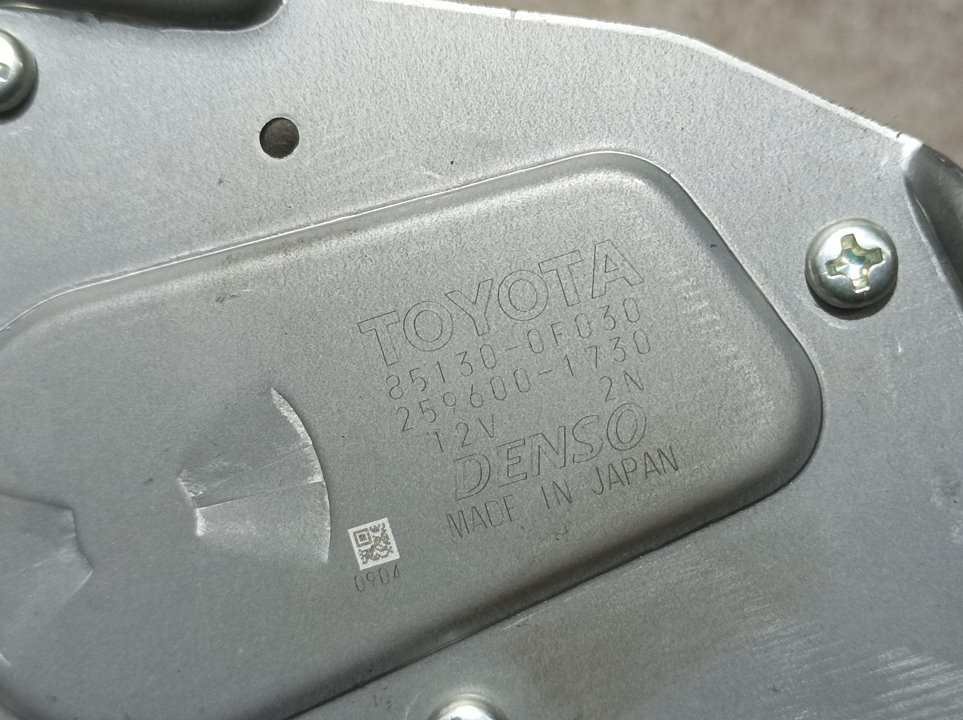 TOYOTA
85130-0F030
259600-1730
12V 2N
DENSO
MADE IN JAPAN
0904